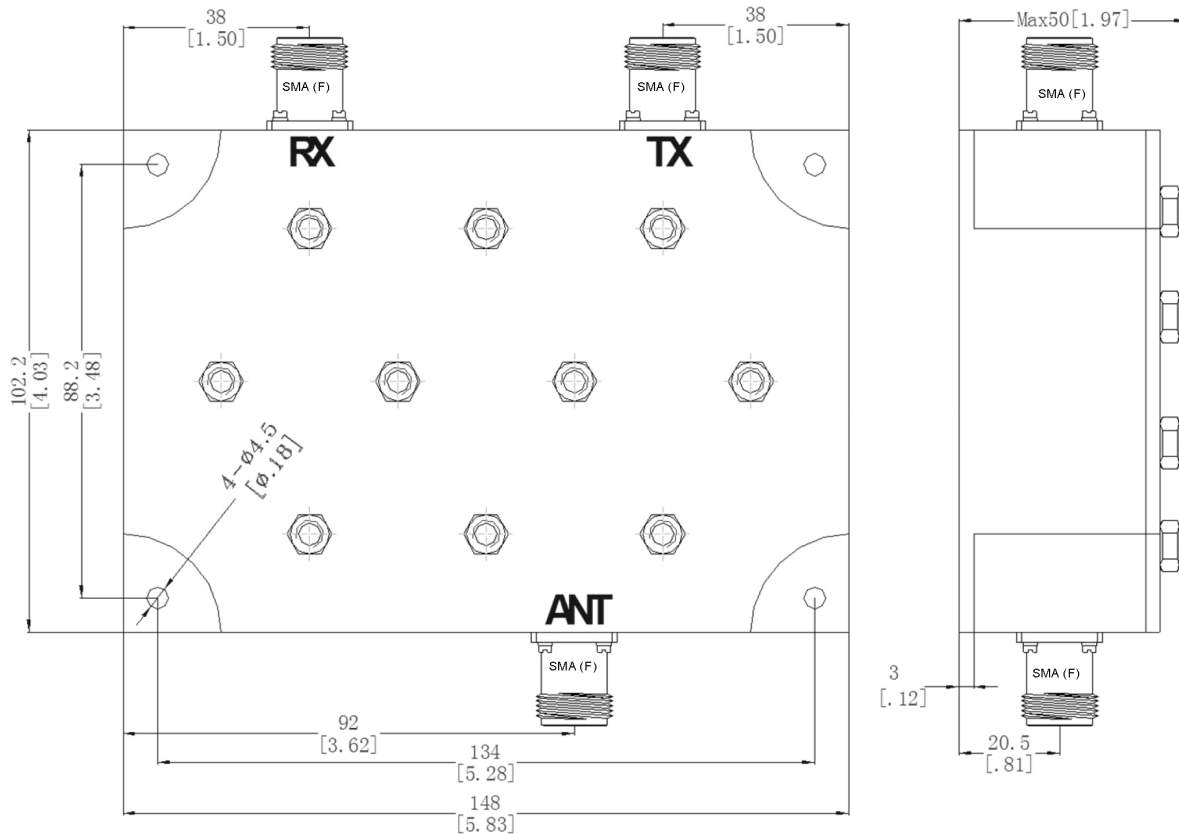 38
[1.50]
38
[1.50]
Max50[1.97]
SMA (F)
SMA (F)
SMA (F)
RX
TX
102.2
[4.03]
88.2
[3.48]
4-ø4.5
[ø.18]
ANT
SMA (F)
SMA (F)
3
[.12]
92
[3.62]
134
[5.28]
20.5
[.81]
148
[5.83]